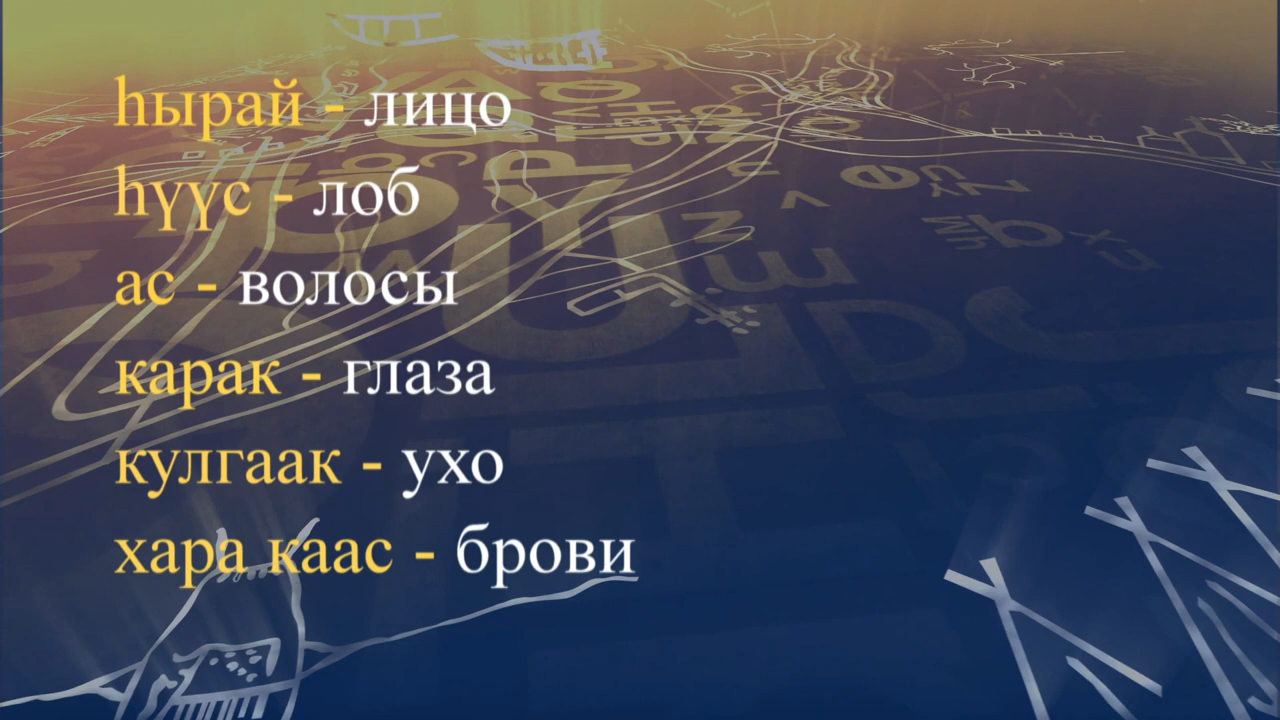 һырай - лицо
һүүс - лоб
ас - волосы
карак - глаза
кулгаак - ухо
хара каас - брови